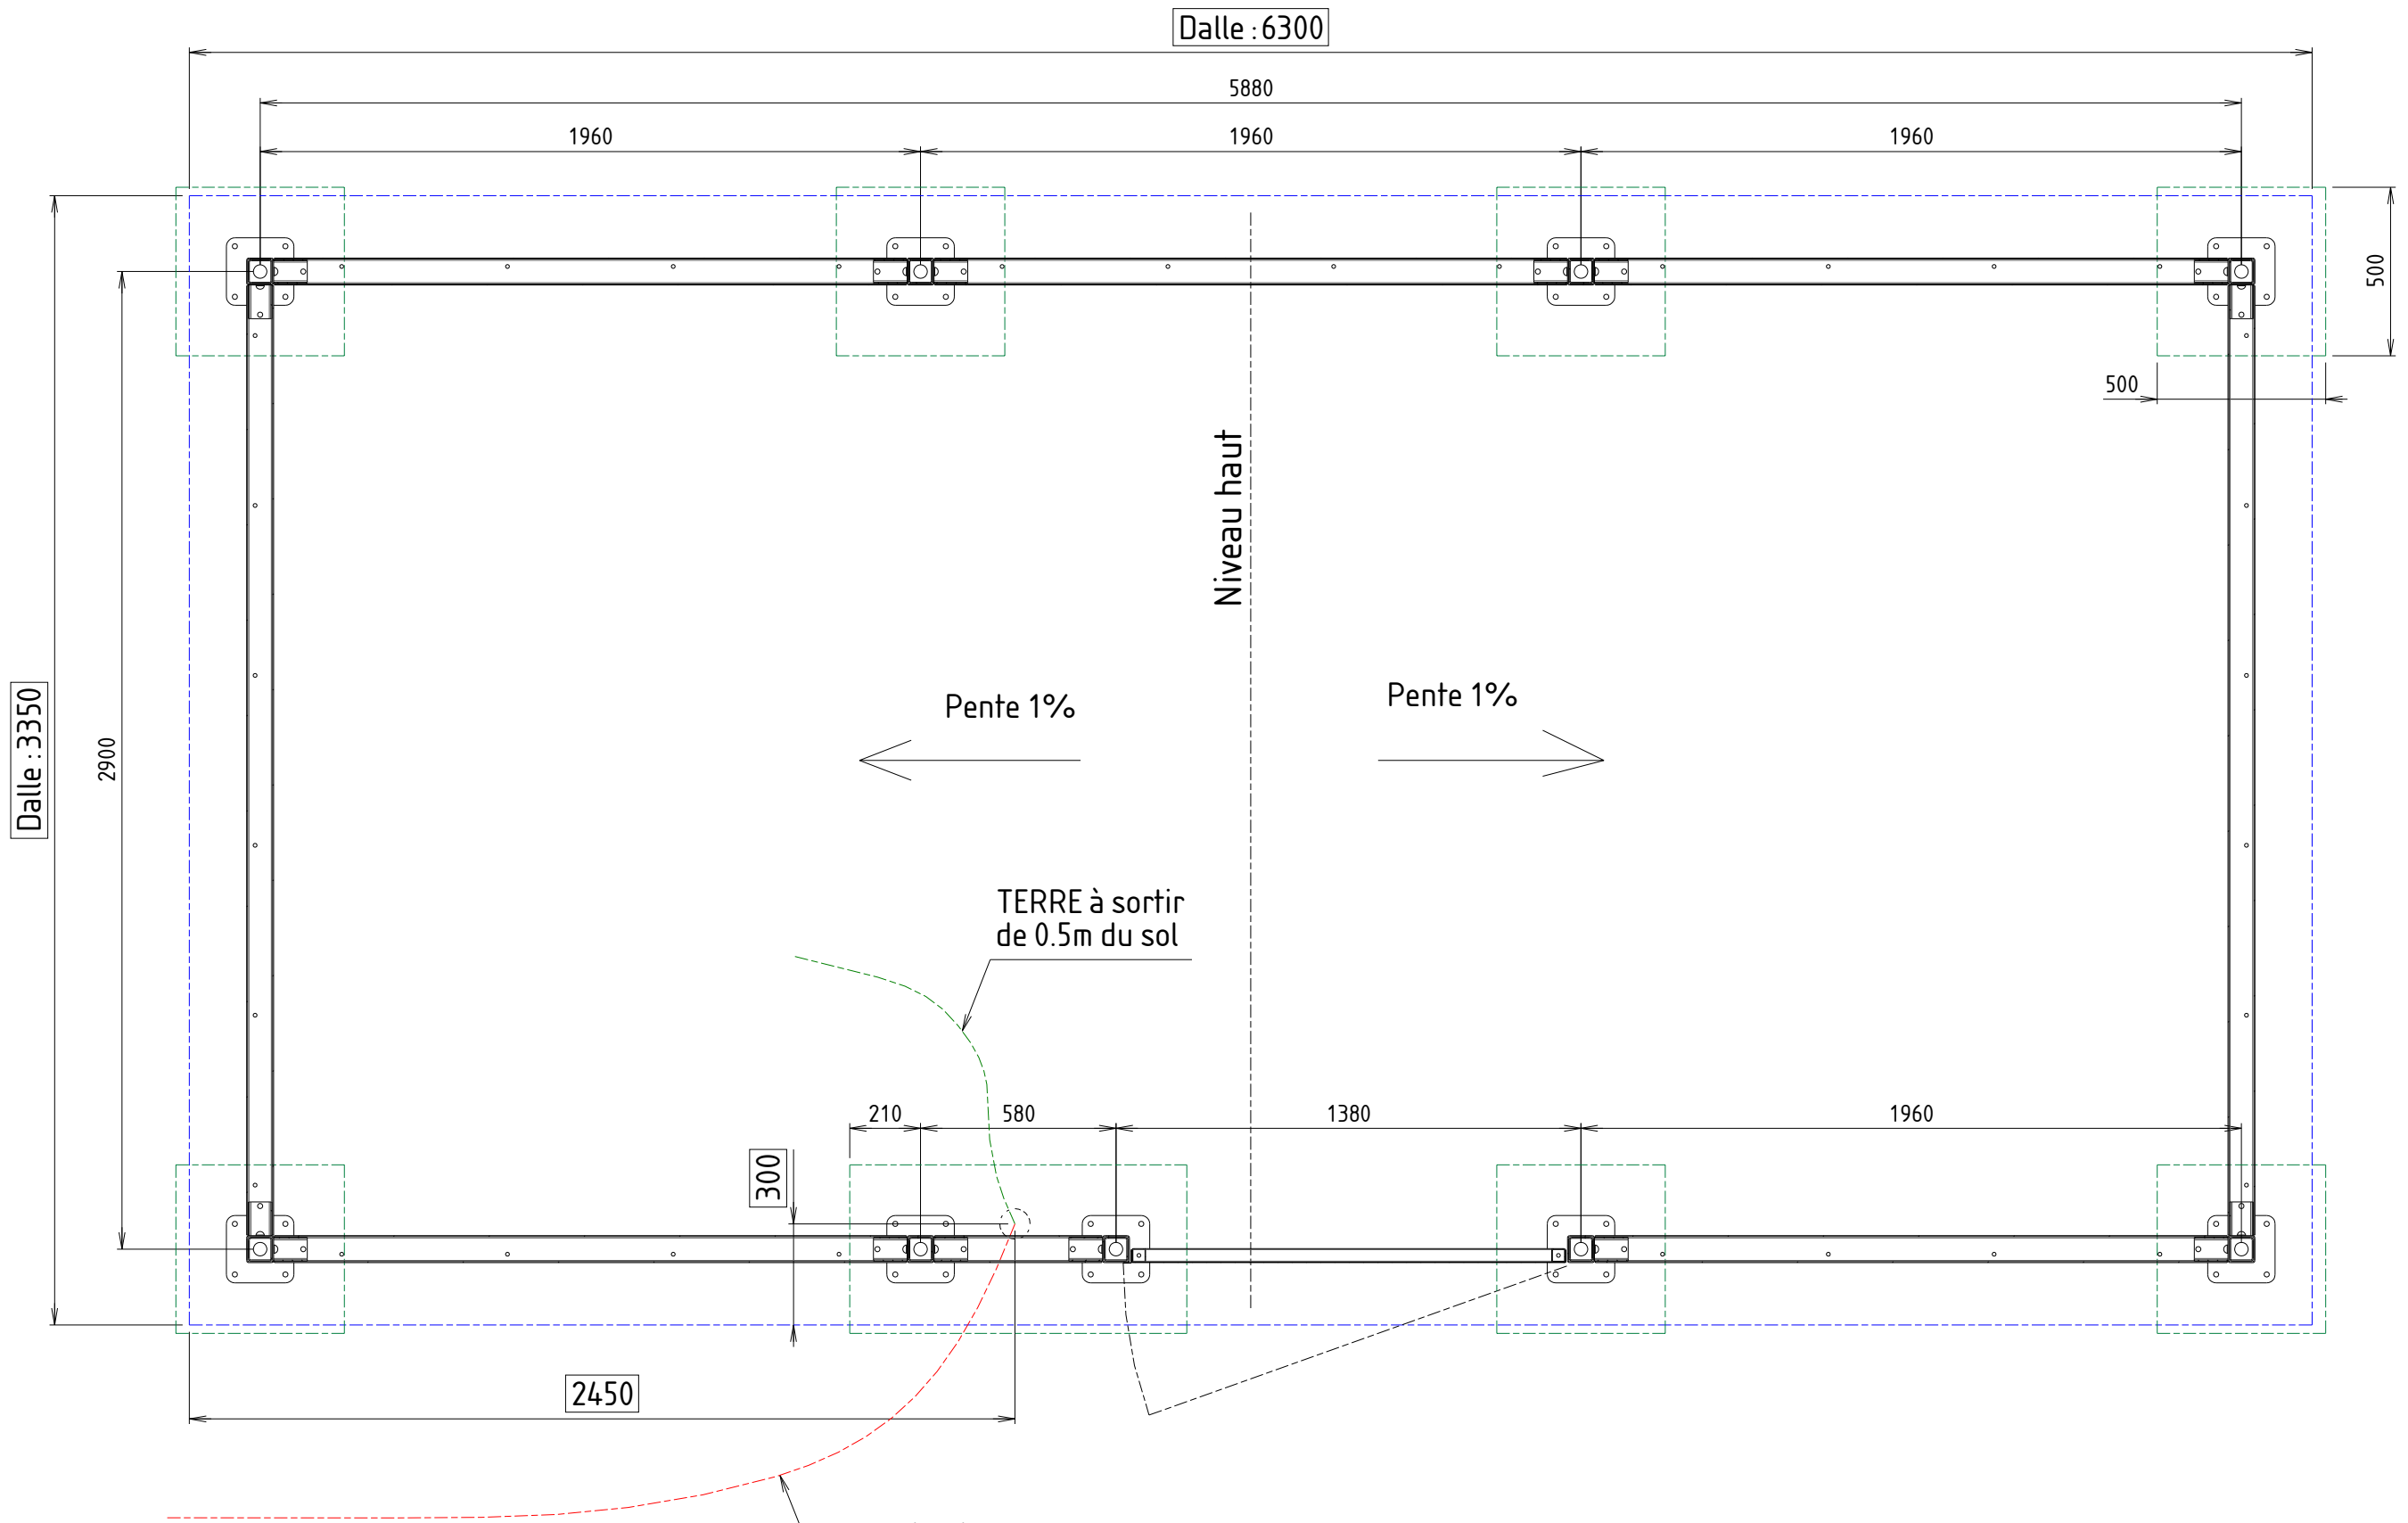 Dalle : 6300
5880
1960
1960
1960
500
500
Niveau haut
Dalle : 3350
2900
Pente 1%
Pente 1%
TERRE à sortir
de 0.5m du sol
210
580
1380
1960
300
2450